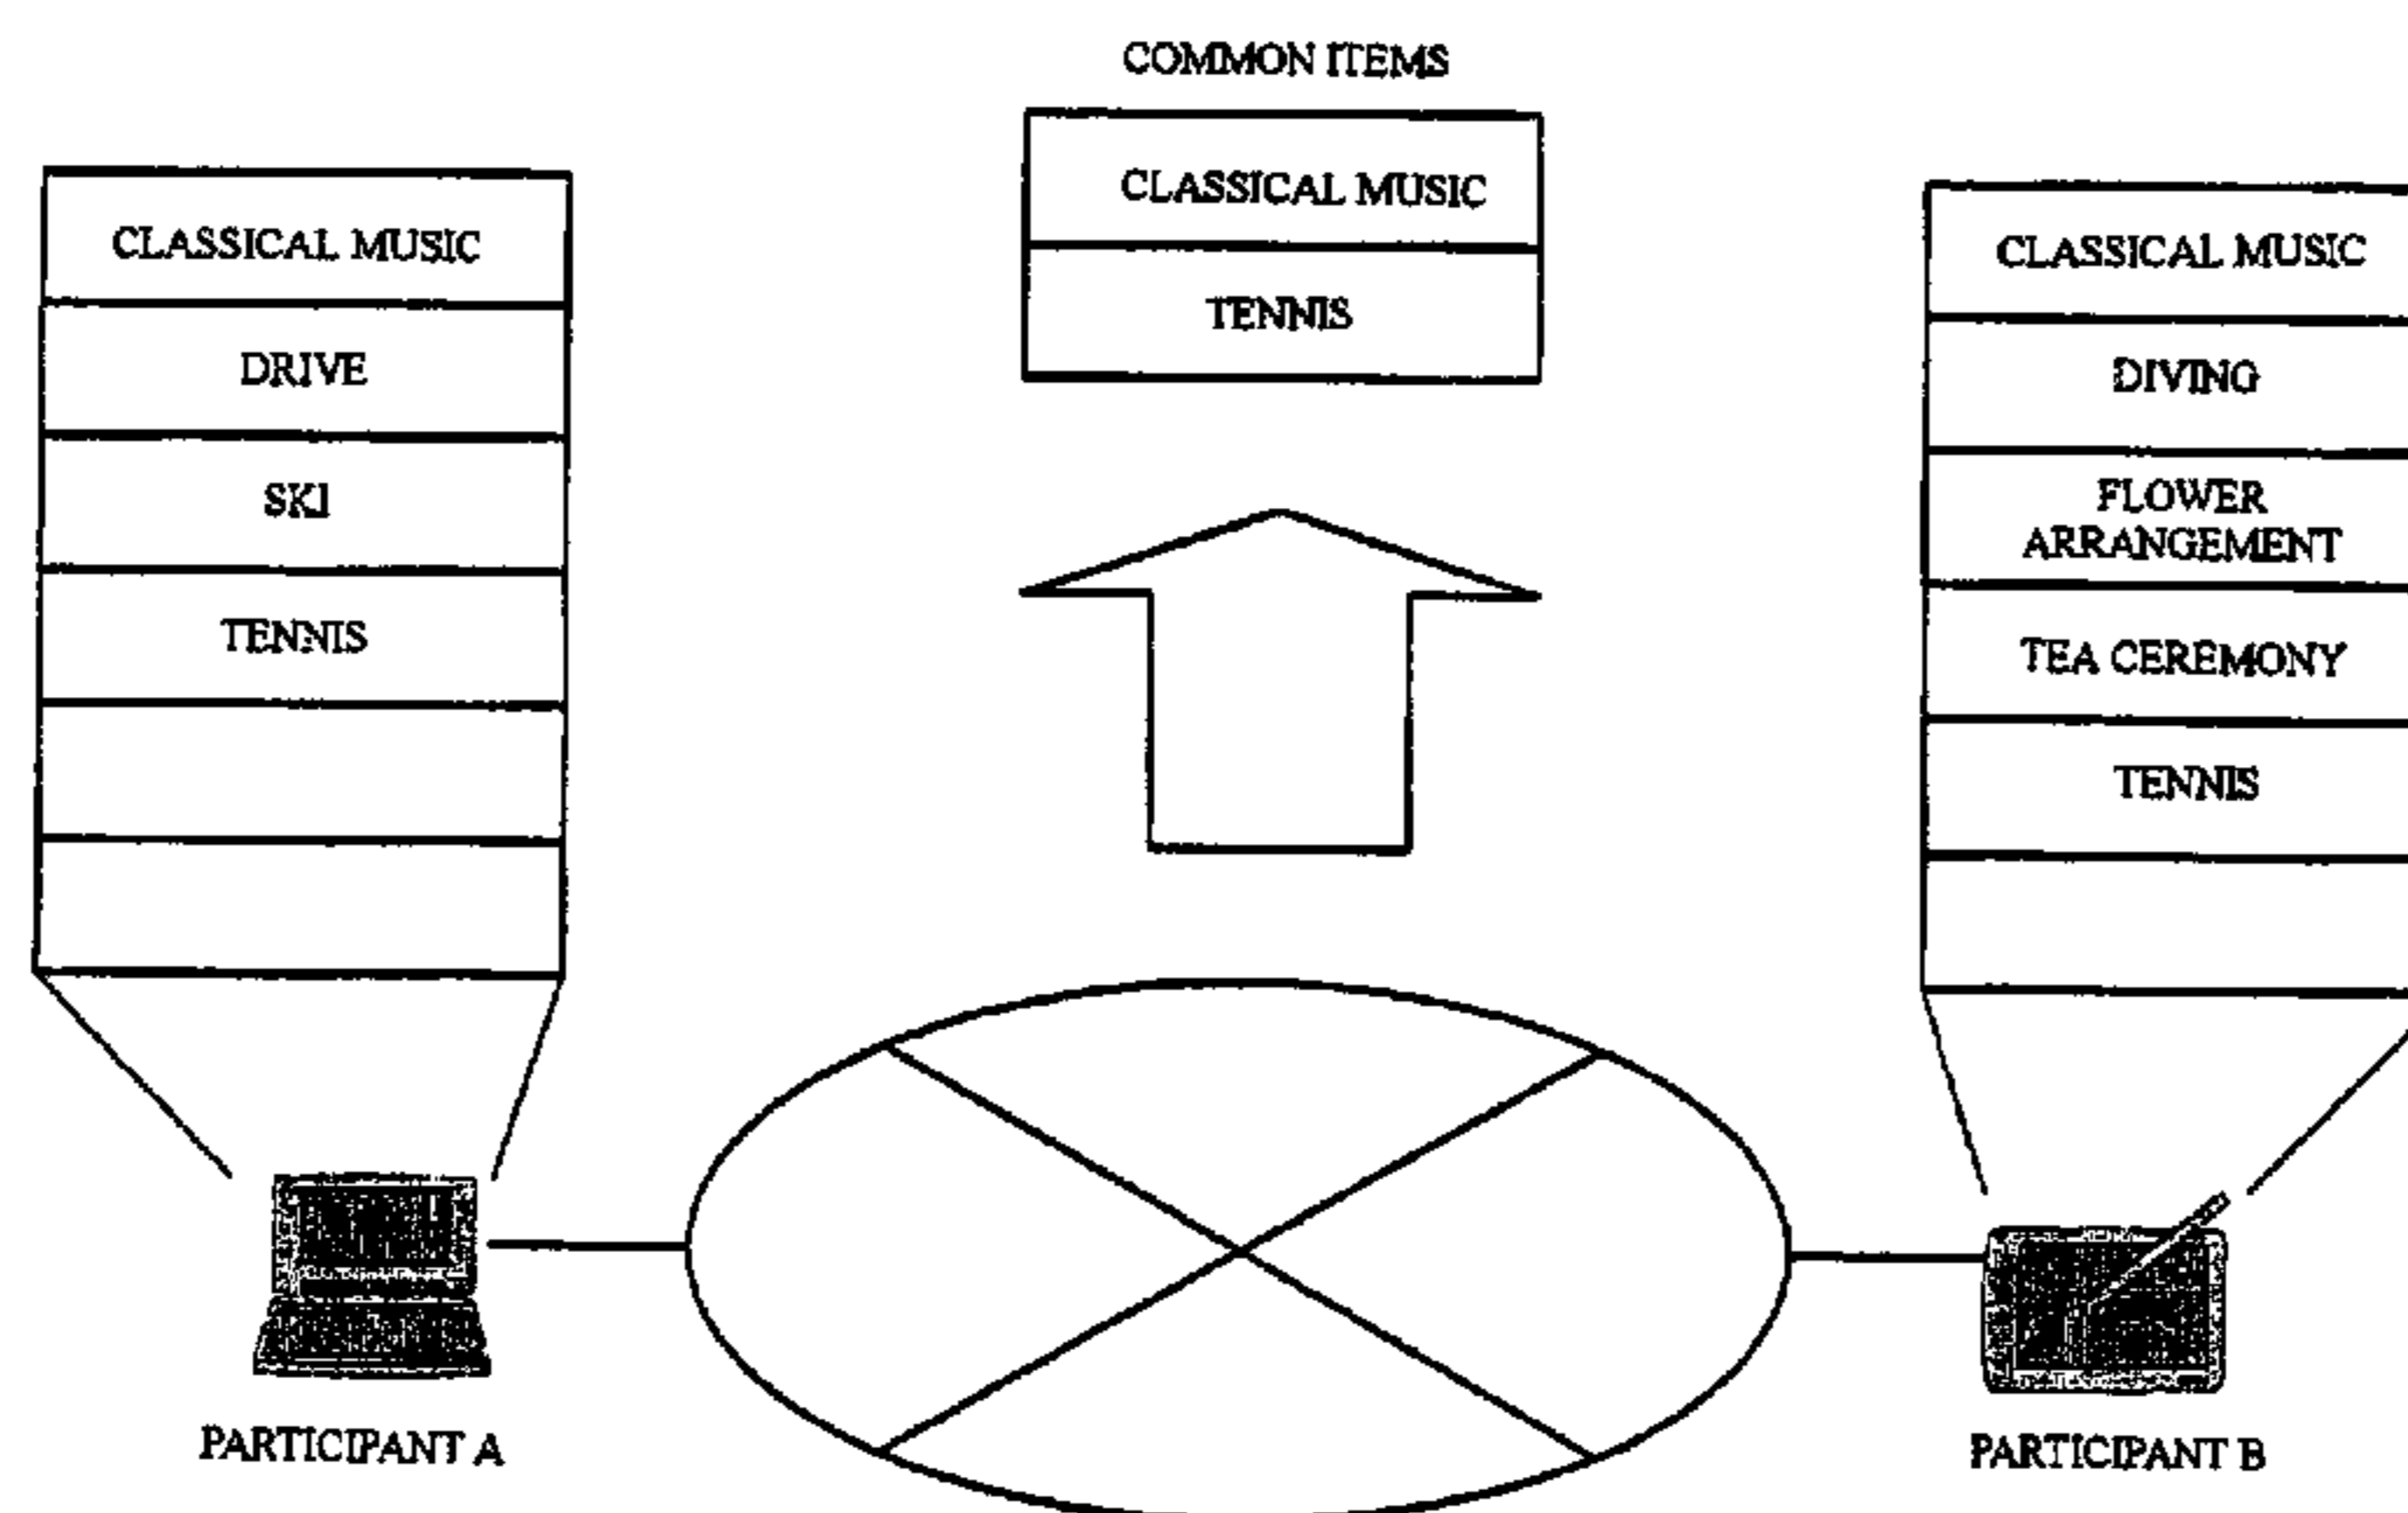 COMMON ITEMS
CLASSICAL MUSIC
TENNIS
CLASSICAL MUSIC
DRIVE
SKI
TENNIS
CLASSICAL MUSIC
DIVING
FLOWER
ARRANGEMENT
TEA CEREMONY
TENNIS
PARTICIPANT A
PARTICIPANT B